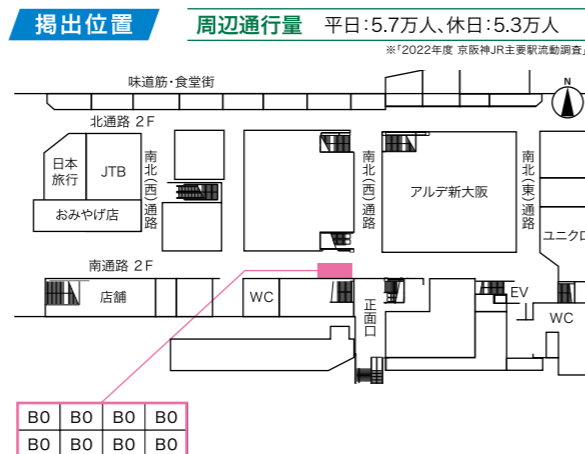 掲出位置
周辺通行量 平日:5.7万人、休日:5.3万人
※「2022年度 京阪神JR主要駅流動調査」
味道筋・食堂街
N
北通路 2F
日本
旅行
JTB
南北(西)通路
南北(西)通路
アルデ新大阪
南北(東)通路
おみやげ店
ユニクロ
南通路 2F
店舗
WC
正面口
EV
WC
B0 B0 B0 B0
B0 B0 B0 B0